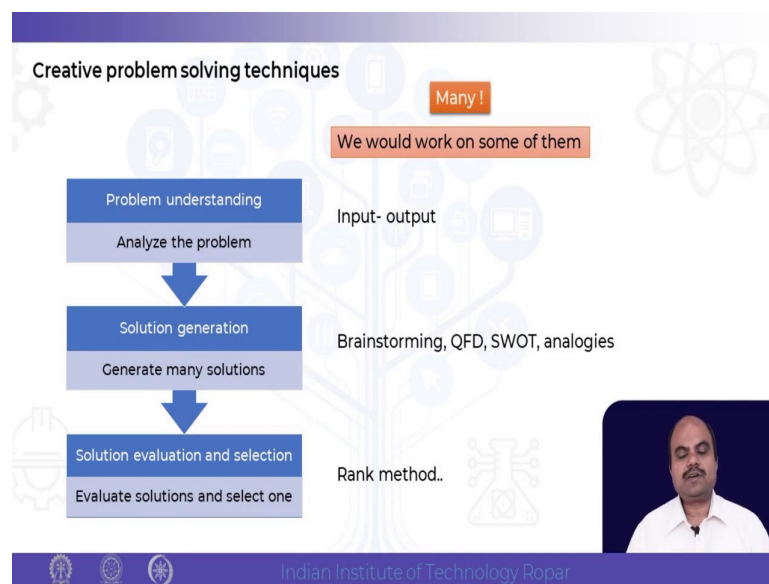 Creative problem solving techniques
Many !
We would work on some of them
Problem understanding
Analyze the problem
Input- output
Solution generation
Generate many solutions
Brainstorming, QFD, SWOT, analogies
Solution evaluation and selection
Evaluate solutions and select one
Rank method..
Indian Institute of Technology Ropar